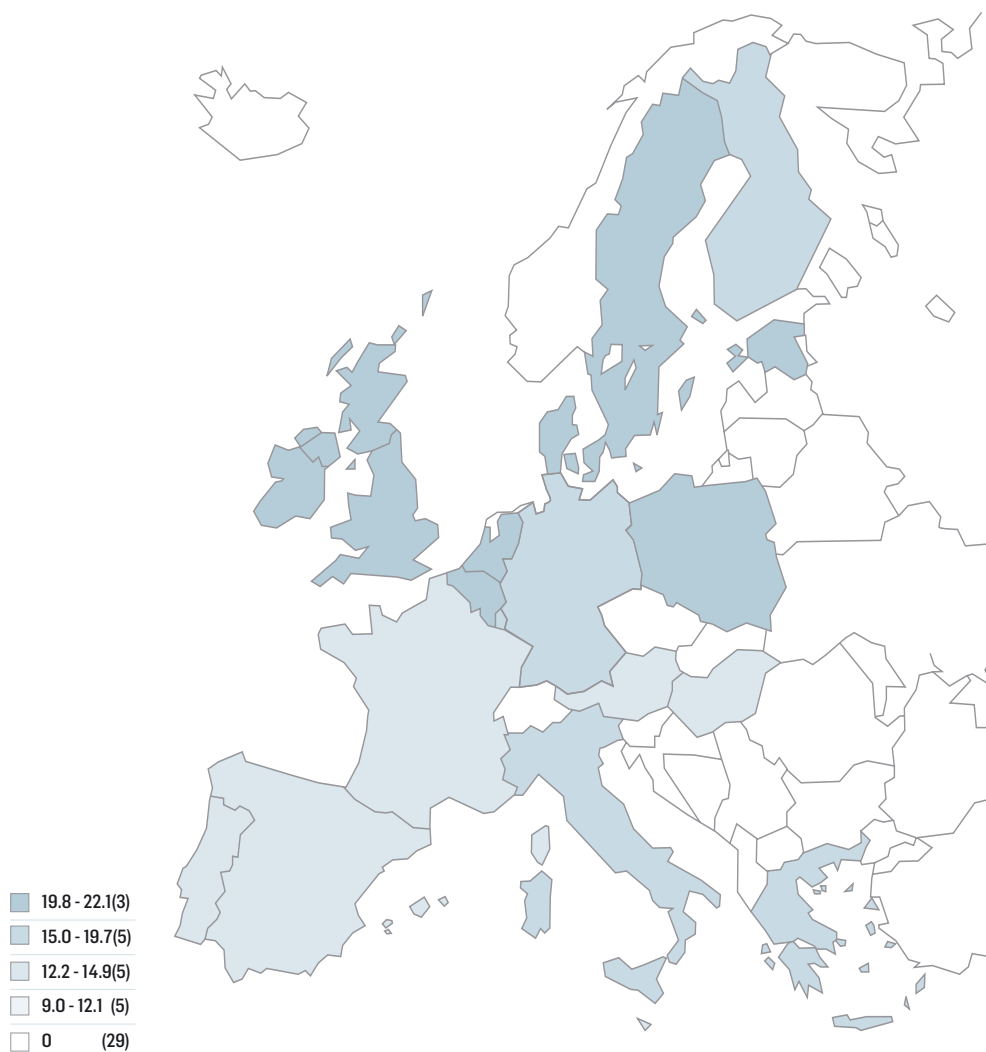 19.8 - 22.1(3)
15.0 - 19.7(5)
12.2 - 14.9(5)
9.0 - 12.1 (5)
0 (29)